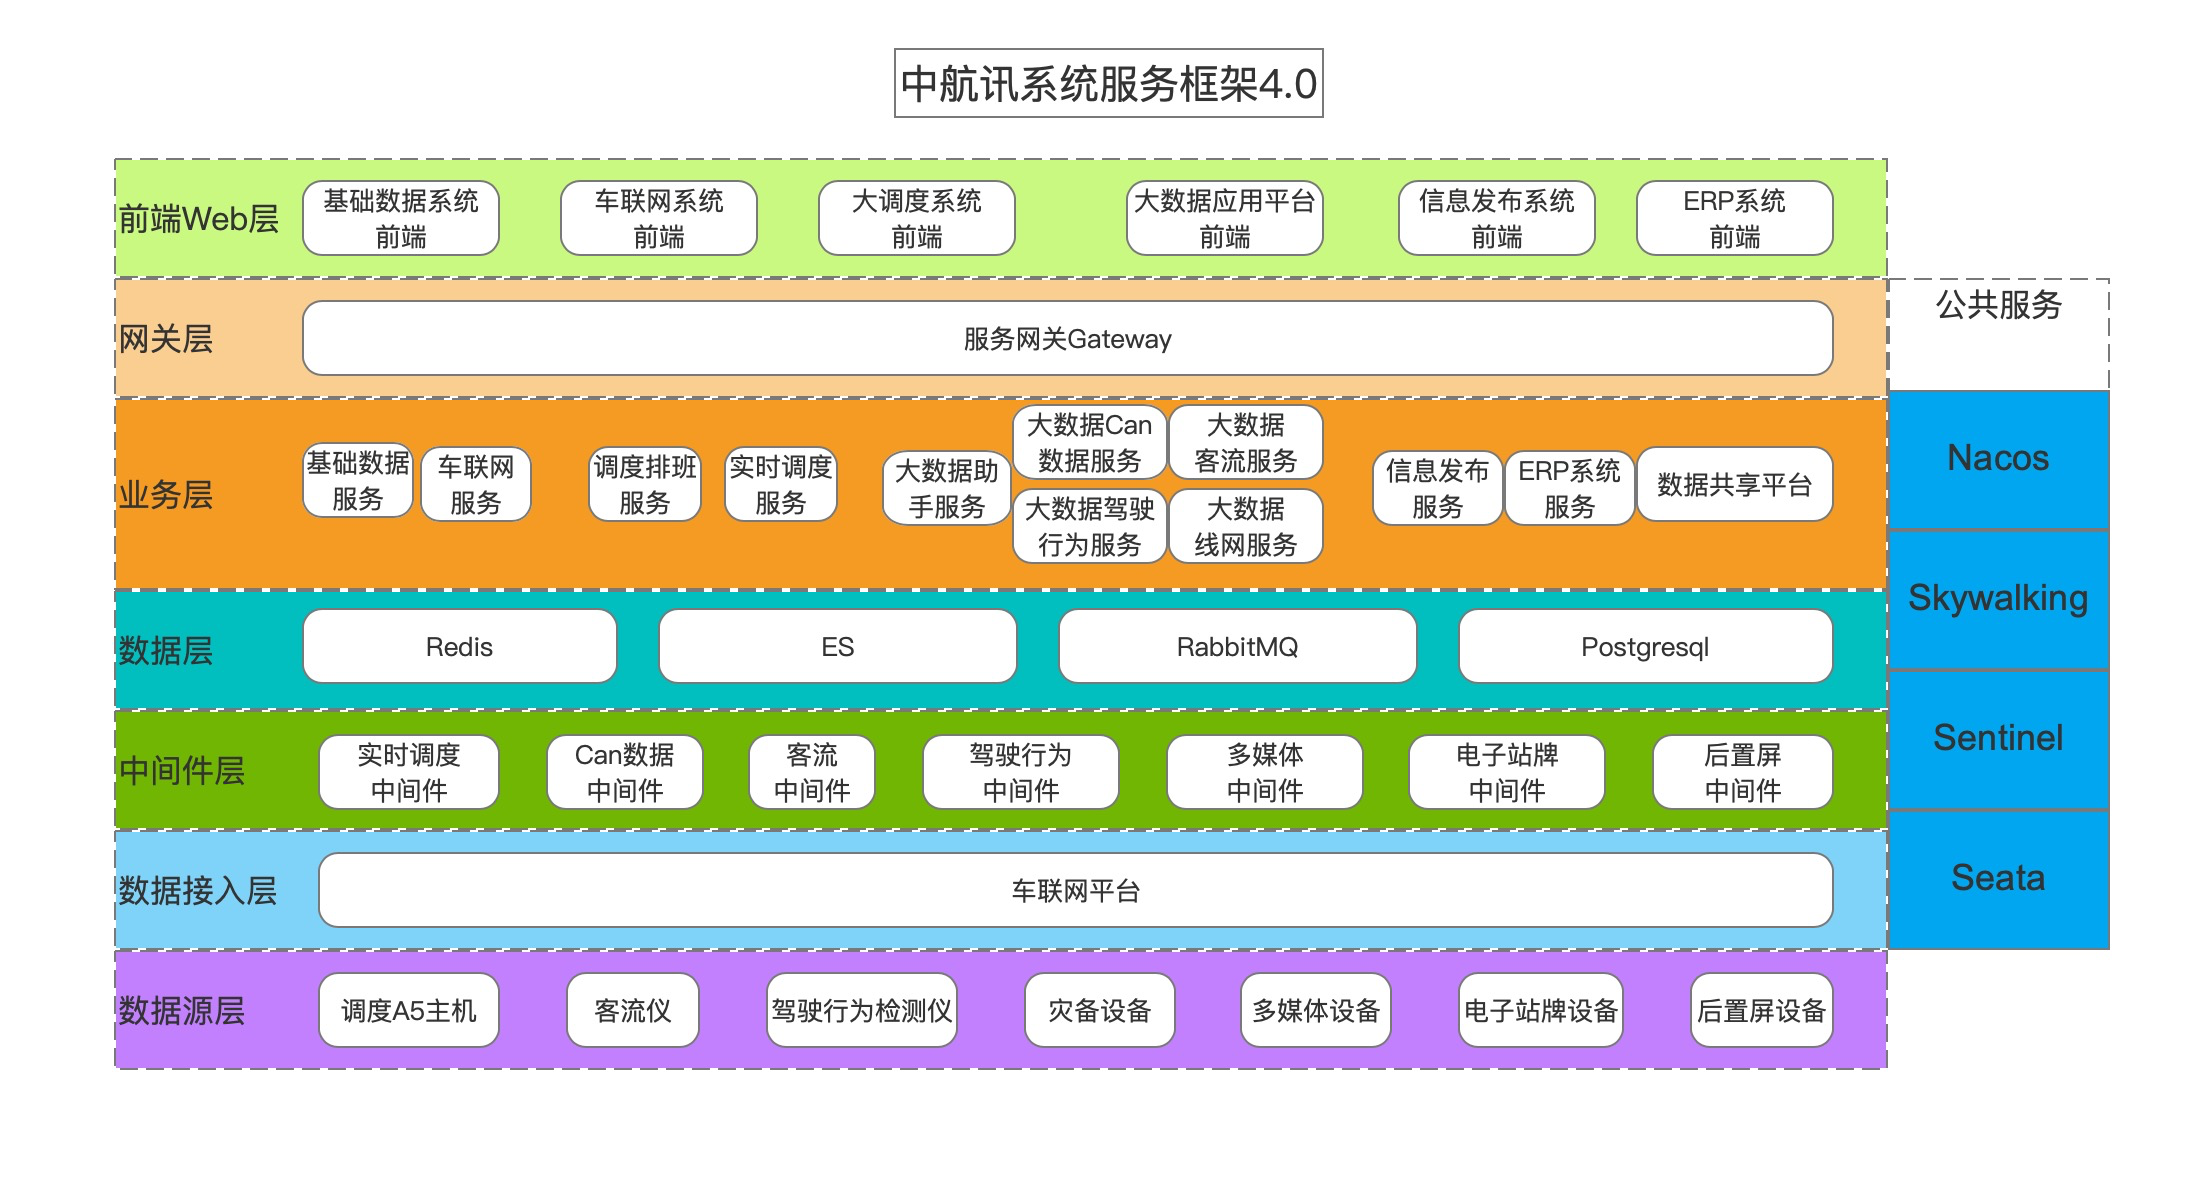 中航讯系统服务框架4.0
前端Web层
基础数据系统
前端
车联网系统
前端
大调度系统
前端
大数据应用平台
前端
信息发布系统
前端
ERP系统
前端
网关层
服务网关Gateway
公共服务
业务层
基础数据
服务
车联网
服务
调度排班
服务
实时调度
服务
大数据助
手服务
大数据Can
数据服务
大数据
客流服务
大数据驾驶
行为服务
大数据
线网服务
信息发布
服务
ERP系统
服务
数据共享平台
Nacos
Skywalking
数据层
Redis
ES
RabbitMQ
Postgresql
Sentinel
中间件层
实时调度
中间件
Can数据
中间件
客流
中间件
驾驶行为
中间件
多媒体
中间件
电子站牌
中间件
后置屏
中间件
数据接入层
车联网平台
Seata
数据源层
调度A5主机
客流仪
驾驶行为检测仪
灾备设备
多媒体设备
电子站牌设备
后置屏设备